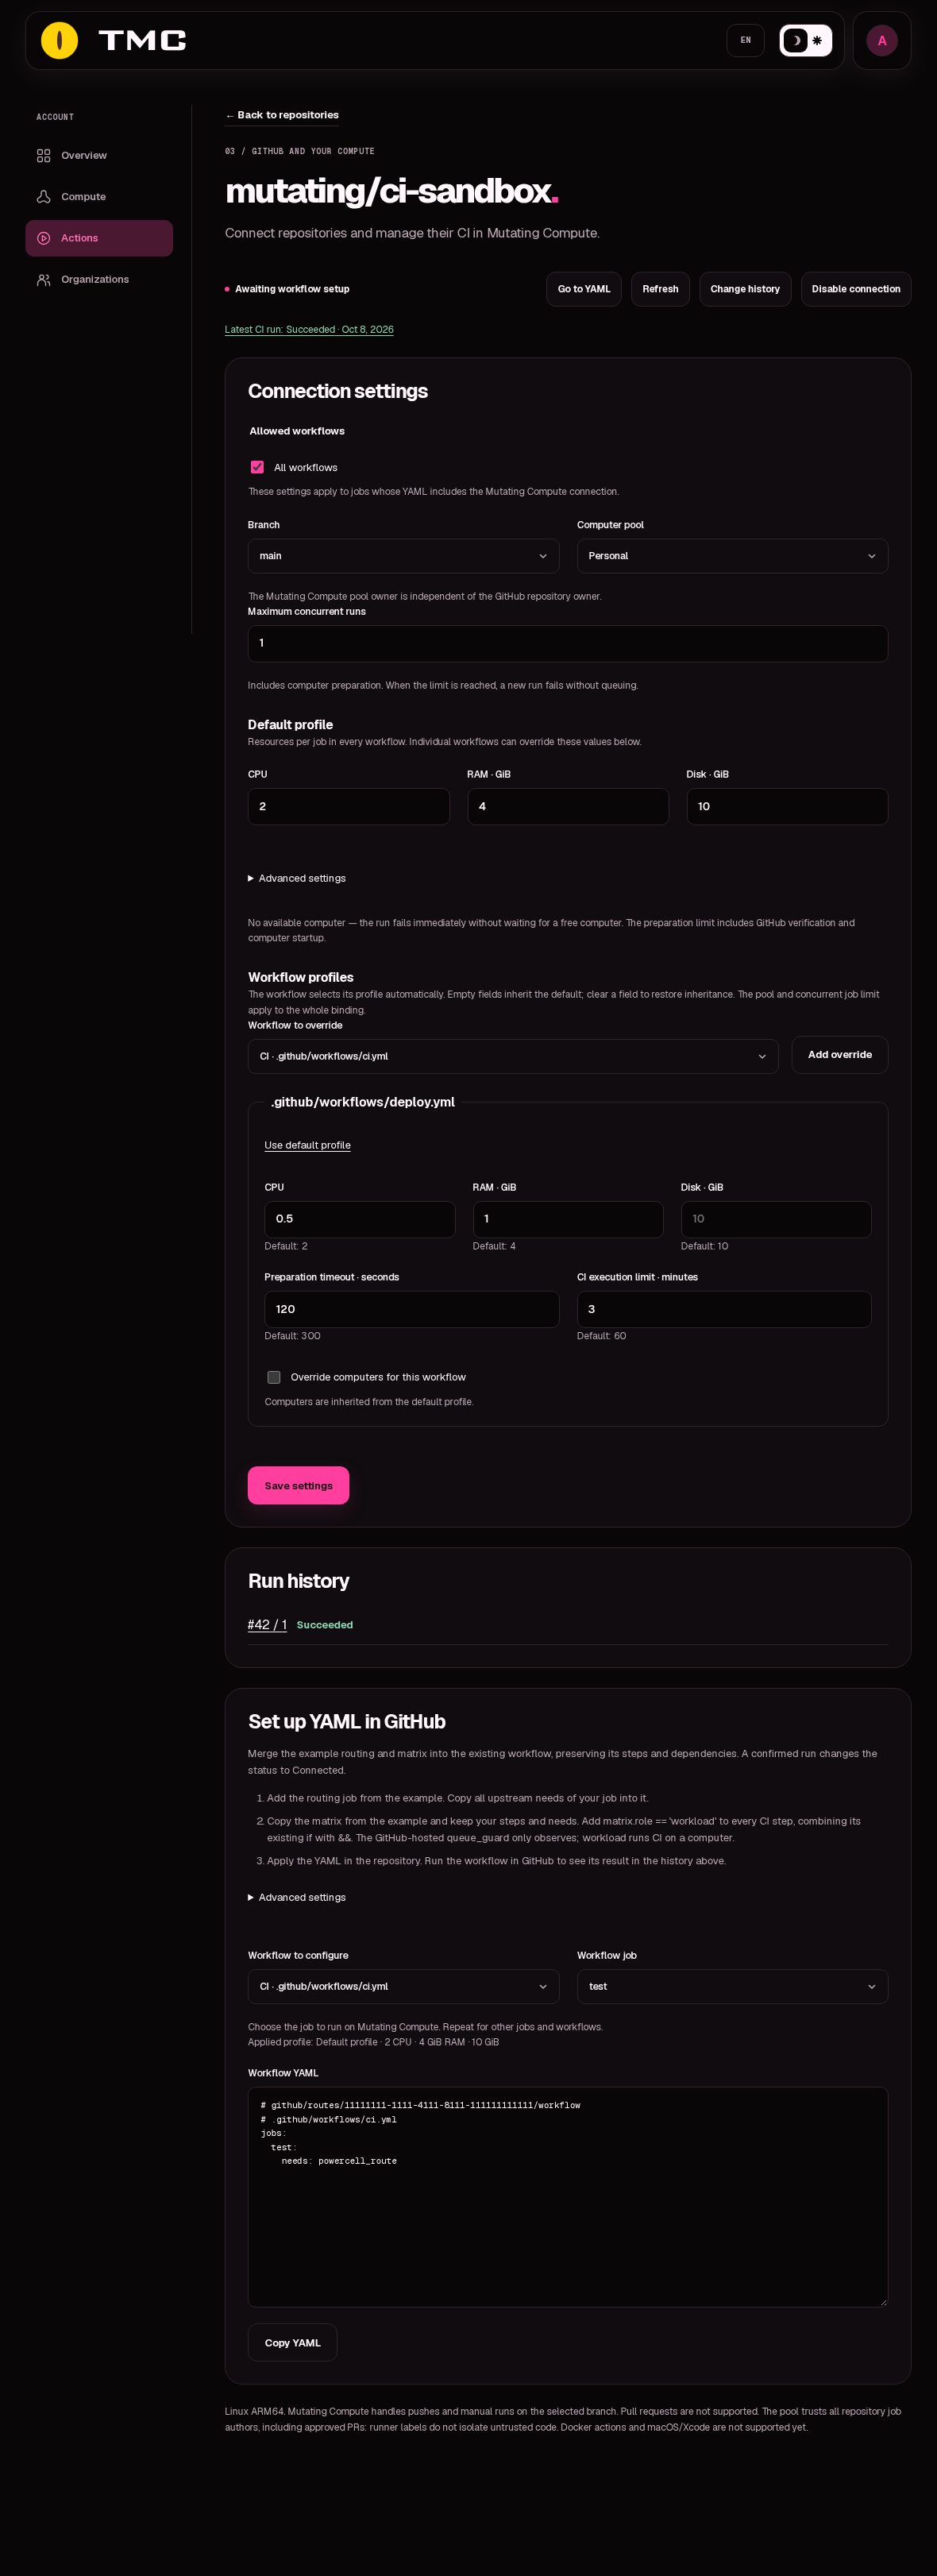 TMC
EN
A
ACCOUNT
Overview
Compute
Actions
Organizations
← Back to repositories
03 / GITHUB AND YOUR COMPUTE
mutating/ci-sandbox.
Connect repositories and manage their CI in Mutating Compute.
Awaiting workflow setup
Go to YAML
Refresh
Change history
Disable connection
Latest CI run: Succeeded · Oct 8, 2026
Connection settings
Allowed workflows
All workflows
These settings apply to jobs whose YAML includes the Mutating Compute connection.
Branch
Computer pool
main
Personal
The Mutating Compute pool owner is independent of the GitHub repository owner.
Maximum concurrent runs
1
Includes computer preparation. When the limit is reached, a new run fails without queuing.
Default profile
Resources per job in every workflow. Individual workflows can override these values below.
CPU
RAM · GiB
Disk · GiB
2
4
10
Advanced settings
No available computer — the run fails immediately without waiting for a free computer. The preparation limit includes GitHub verification and
computer startup.
Workflow profiles
The workflow selects its profile automatically. Empty fields inherit the default; clear a field to restore inheritance. The pool and concurrent job limit
apply to the whole binding.
Workflow to override
CI · .github/workflows/ci.yml
Add override
.github/workflows/deploy.yml
Use default profile
CPU
RAM · GiB
Disk · GiB
0.5
1
10
Default: 2
Default: 4
Default: 10
Preparation timeout · seconds
CI execution limit · minutes
120
3
Default: 300
Default: 60
Override computers for this workflow
Computers are inherited from the default profile.
Save settings
Run history
#42 / 1 Succeeded
Set up YAML in GitHub
Merge the example routing and matrix into the existing workflow, preserving its steps and dependencies. A confirmed run changes the
status to Connected.
1. Add the routing job from the example. Copy all upstream needs of your job into it.
2. Copy the matrix from the example and keep your steps and needs. Add matrix.role == 'workload' to every CI step, combining its
existing if with &&. The GitHub-hosted queue_guard only observes; workload runs CI on a computer.
3. Apply the YAML in the repository. Run the workflow in GitHub to see its result in the history above.
Advanced settings
Workflow to configure
Workflow job
CI · .github/workflows/ci.yml
test
Choose the job to run on Mutating Compute. Repeat for other jobs and workflows.
Applied profile: Default profile · 2 CPU · 4 GiB RAM · 10 GiB
Workflow YAML
# github/routes/11111111-1111-4111-8111-111111111111/workflow
# .github/workflows/ci.yml
jobs:
test:
needs: powercell_route
Copy YAML
Linux ARM64. Mutating Compute handles pushes and manual runs on the selected branch. Pull requests are not supported. The pool trusts all repository job
authors, including approved PRs: runner labels do not isolate untrusted code. Docker actions and macOS/Xcode are not supported yet.